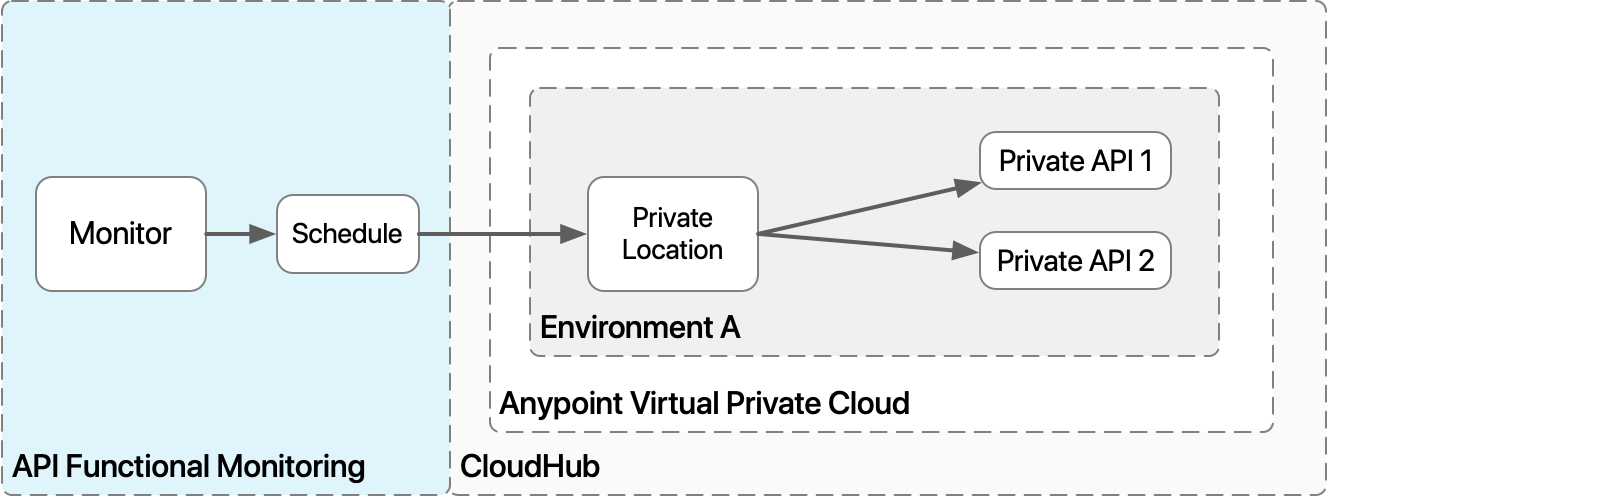 Monitor
Schedule
Private
Location
Private API 1
Private API 2
Environment A
Anypoint Virtual Private Cloud
API Functional Monitoring
CloudHub